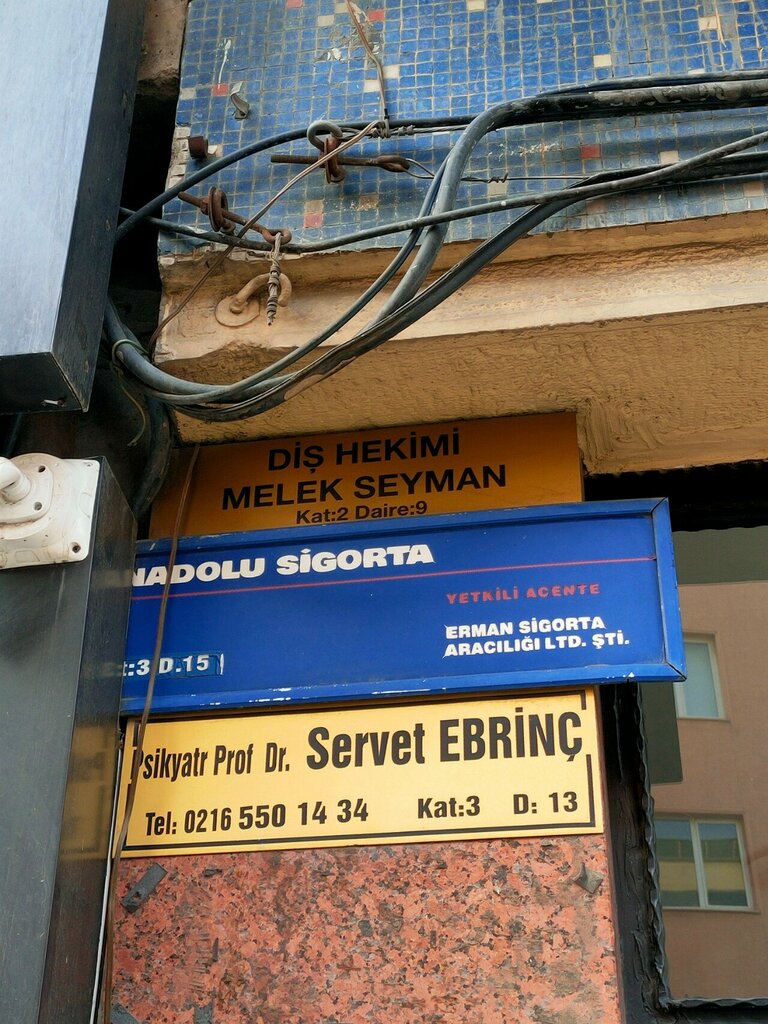 DİŞ HEKİMİ
MELEK SEYMAN
Kat:2 Daire:9
NADOLU SİGORTA
YETKİLİ ACENTE
ERMAN SİGORTA
ARACILIĞI LTD. ŞTİ.
t:3 D.15
Psikyatr Prof Dr. Servet EBRİNÇ
Tel: 0216 550 14 34 Kat:3 D: 13